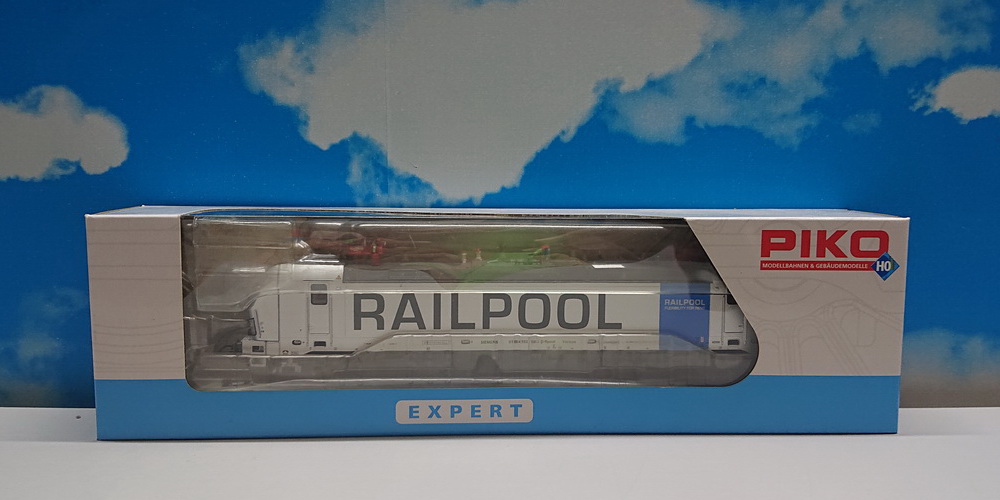 PIKO
MODELLBAHNEN & GEBÄUDEMODELLE
H0
RAILPOOL
RAILPOOL
EXPERT